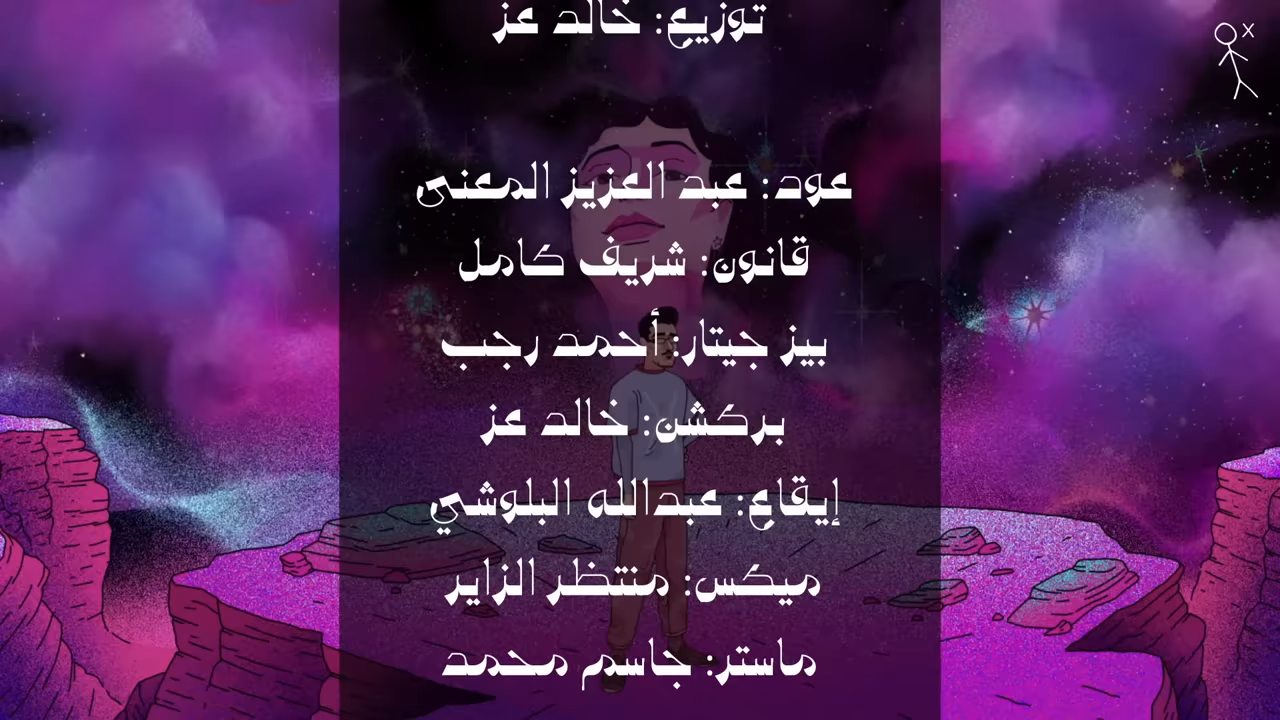 توزيع: خالد عز
عود: عبد العزيز المعنى
قانون: شريف كامل
بيز جيتار: أحمد رجب
بركشن: خالد عز
إيقاع: عبدالله البلوشي
ميكس: منتظر الزاير
ماستر: جاسم محمد